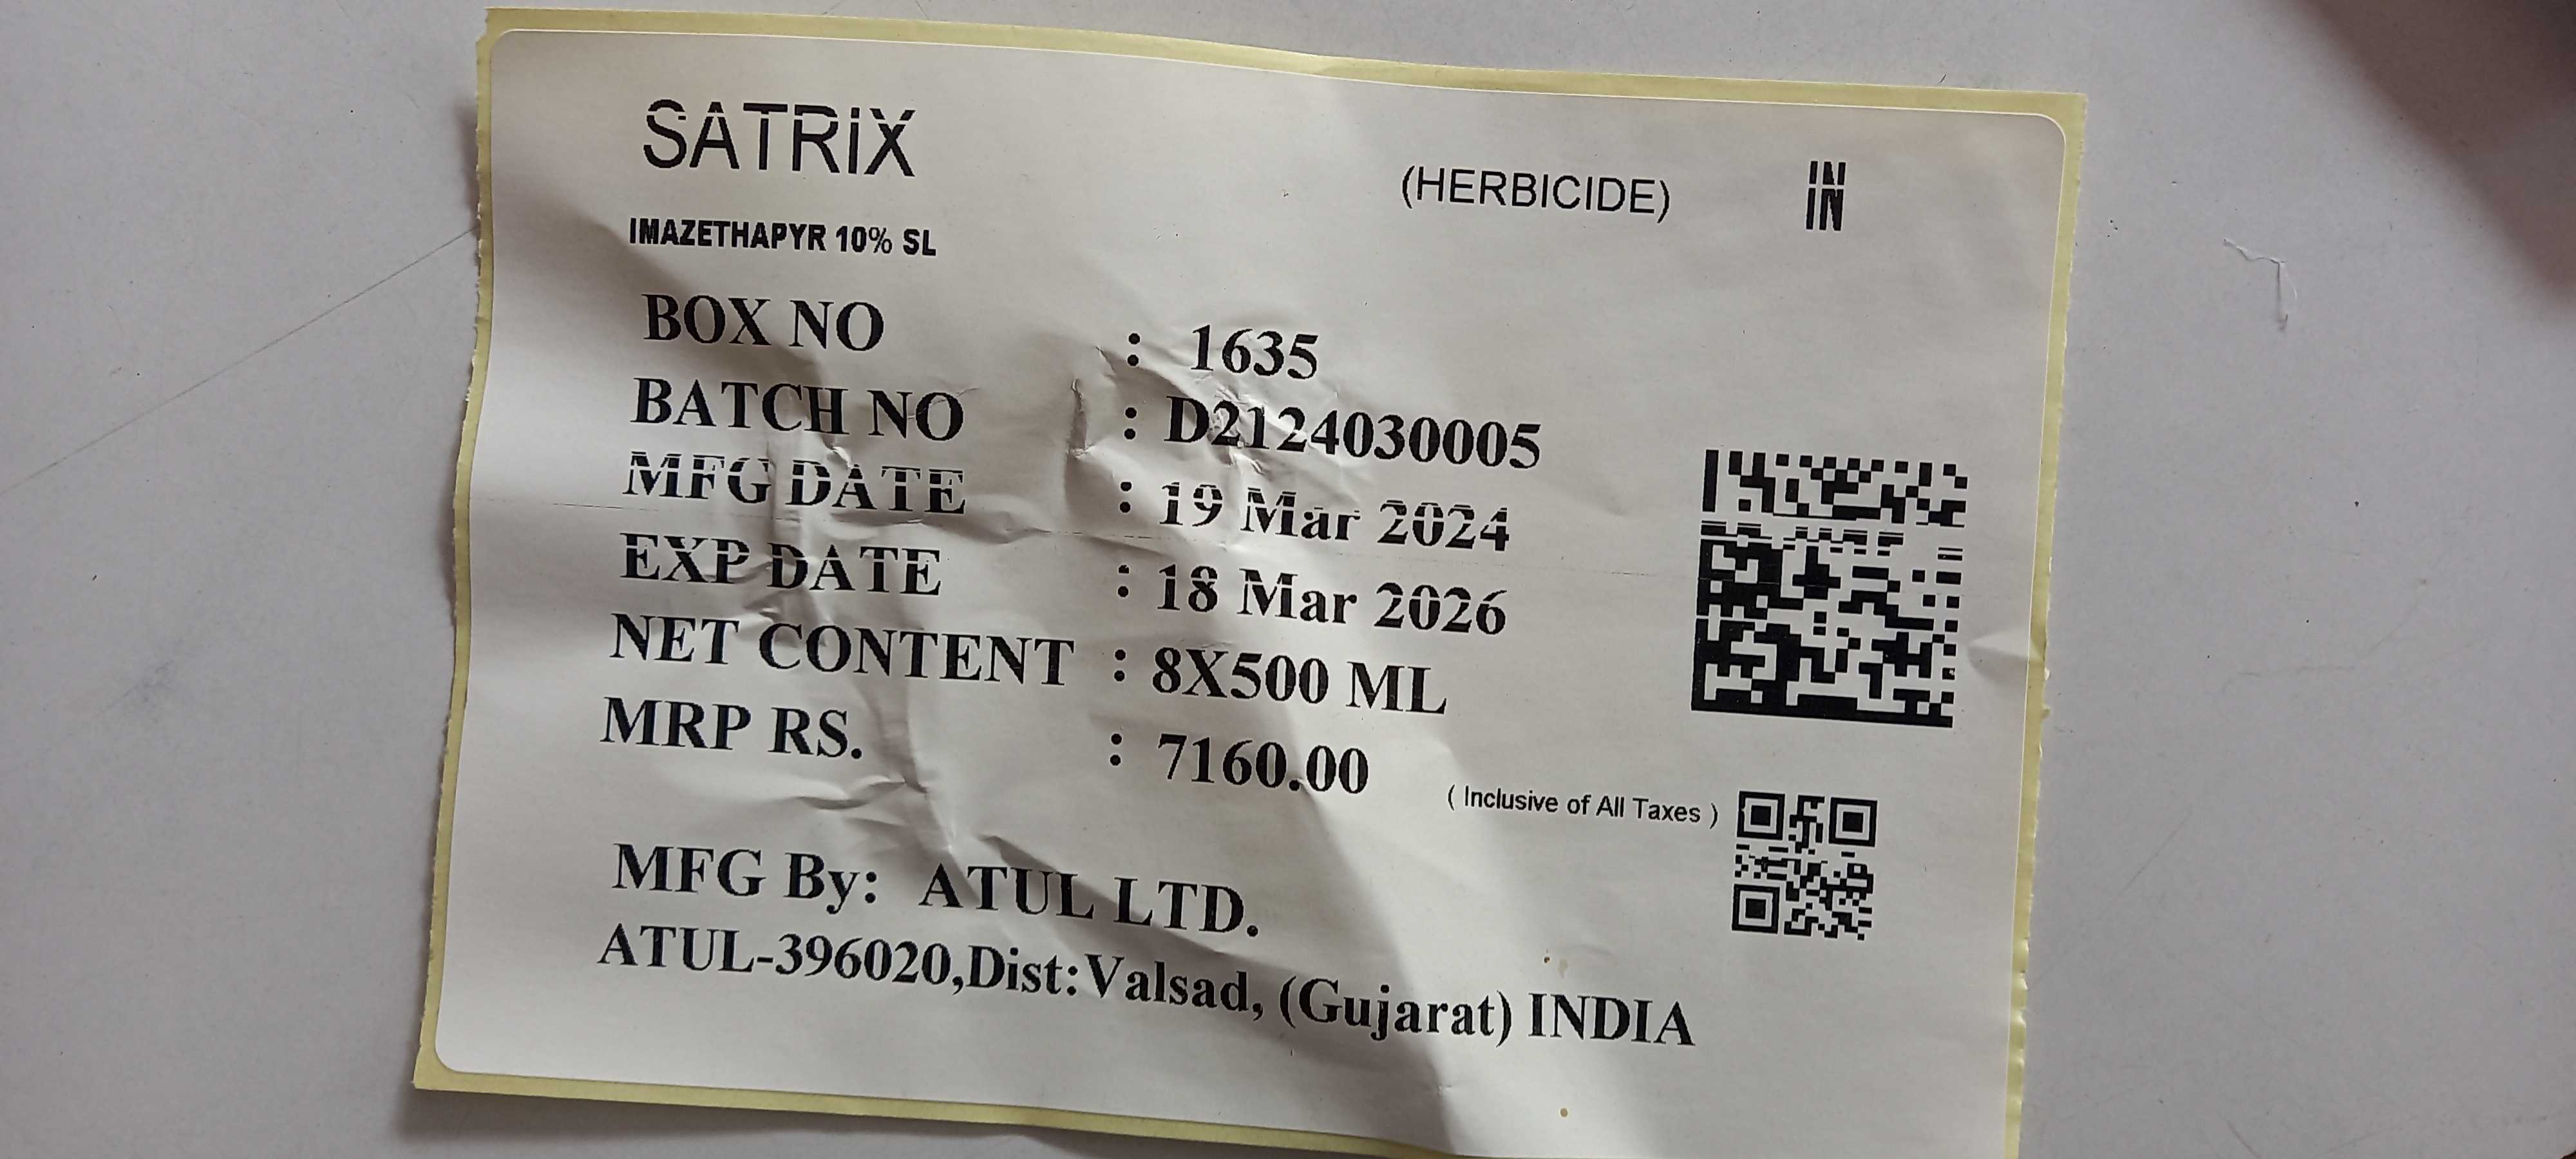 SATRIX
(HERBICIDE) IN
IMAZETHAPYR 10% SL
BOX NO : 1635
BATCH NO : D2124030005
MFG DATE : 19 Mar 2024
EXP DATE : 18 Mar 2026
NET CONTENT : 8X500 ML
MRP RS. : 7160.00
( Inclusive of All Taxes )
MFG By: ATUL LTD.
ATUL-396020,Dist:Valsad, (Gujarat) INDIA